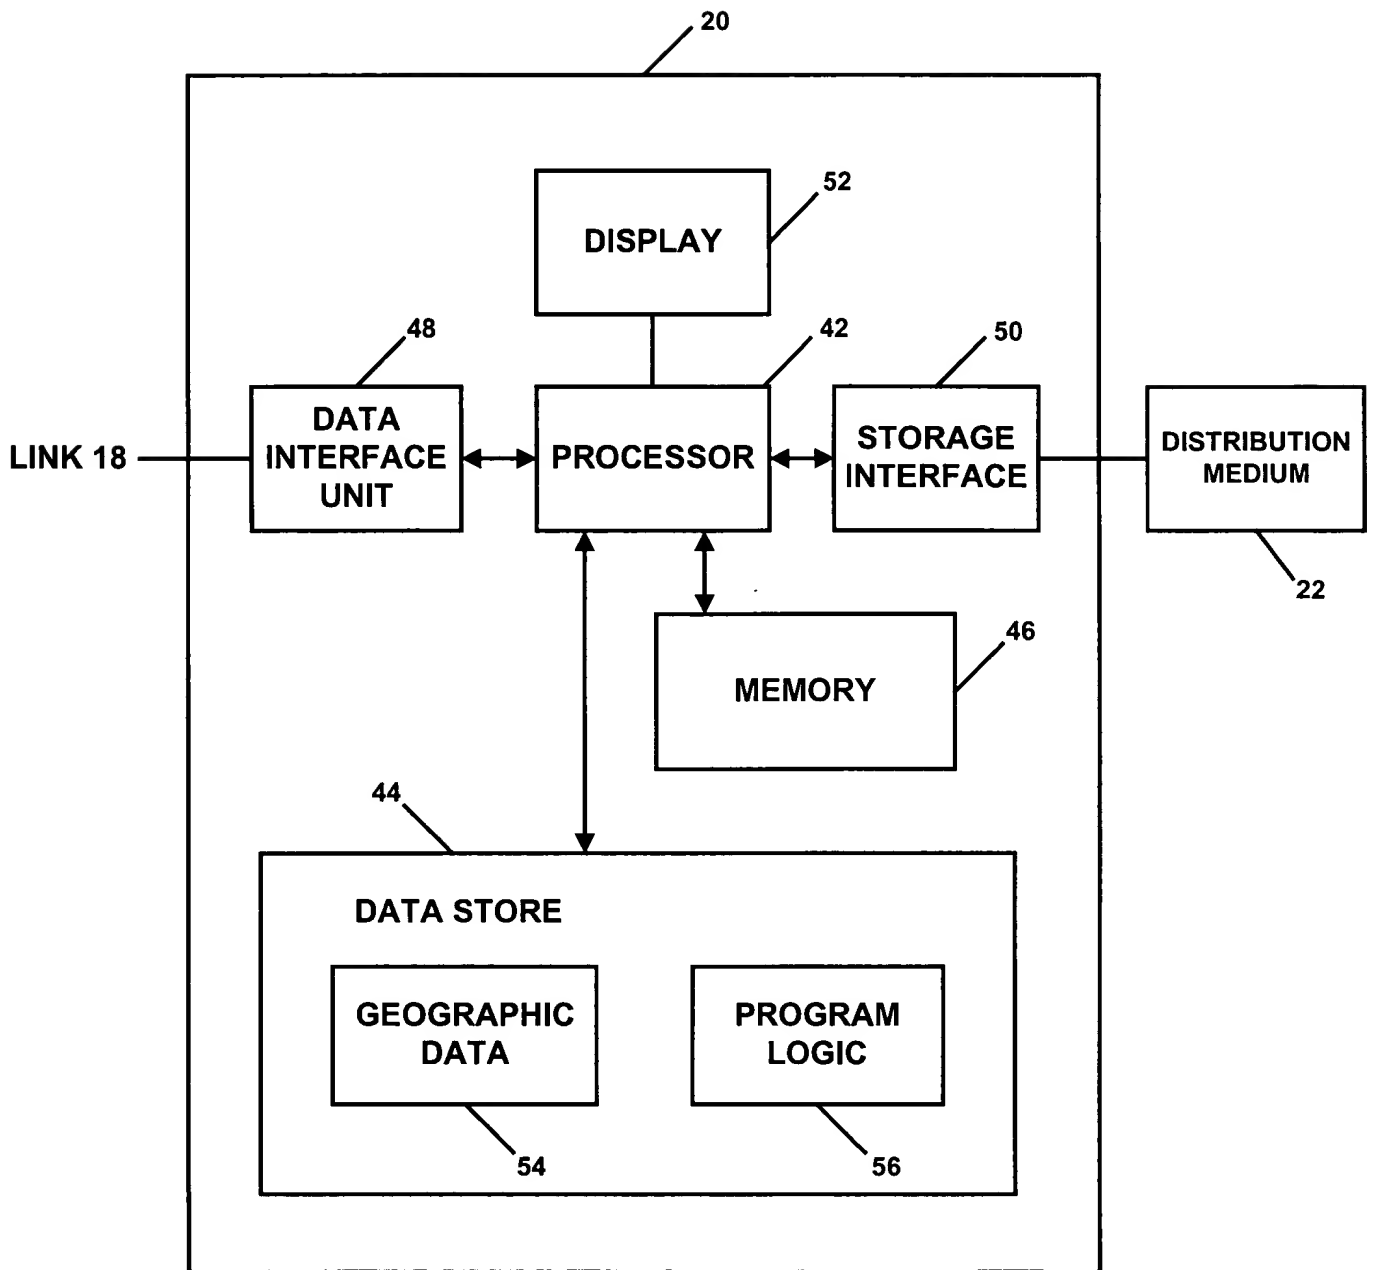 20
52
DISPLAY
48
42
50
DATA
INTERFACE
UNIT
PROCESSOR
STORAGE
INTERFACE
DISTRIBUTION
MEDIUM
LINK 18
22
46
MEMORY
44
DATA STORE
GEOGRAPHIC
DATA
PROGRAM
LOGIC
54
56